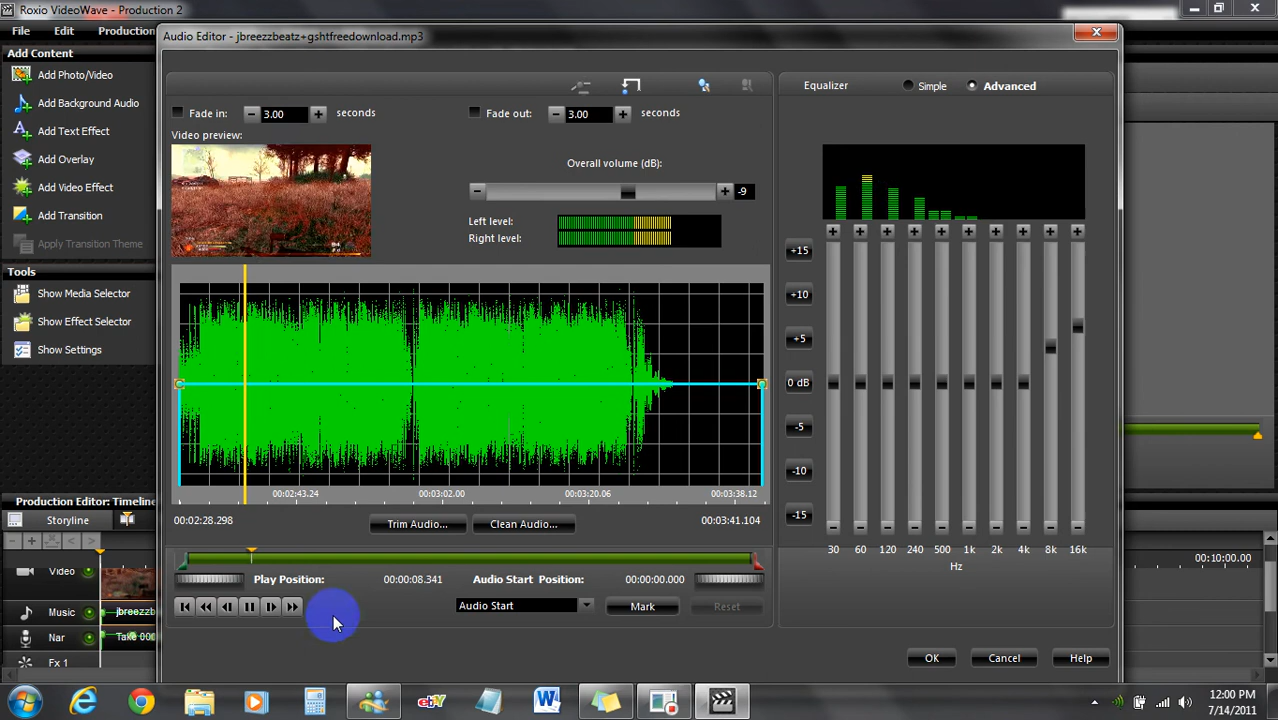 Roxio VideoWave - Production 2
File Edit Production
Audio Editor - jbreezzbeatz+gshtfreedownload.mp3
Add Content
Add Photo/Video
Add Background Audio
Add Text Effect
Add Overlay
Add Video Effect
Add Transition
Apply Transition Theme
Tools
Show Media Selector
Show Effect Selector
Show Settings
Fade in: 3.00 seconds
Fade out: 3.00 seconds
Video preview:
Overall volume (dB):
-9
Left level:
Right level:
00:02:43.24 00:03:02.00 00:03:20.06 00:03:38.12
00:02:28.298 Trim Audio... Clean Audio... 00:03:41.104
Play Position: 00:00:08.341 Audio Start Position: 00:00:00.000
Audio Start Mark Reset
Equalizer Simple Advanced
+15
+10
+5
0 dB
-5
-10
-15
30 60 120 240 500 1k 2k 4k 8k 16k
Hz
OK Cancel Help
Production Editor: Timeline
Storyline
00:10:00.00
Video
Music jbreezzb
Nar Take 00
Fx 1
ebY
W
12:00 PM
7/14/2011